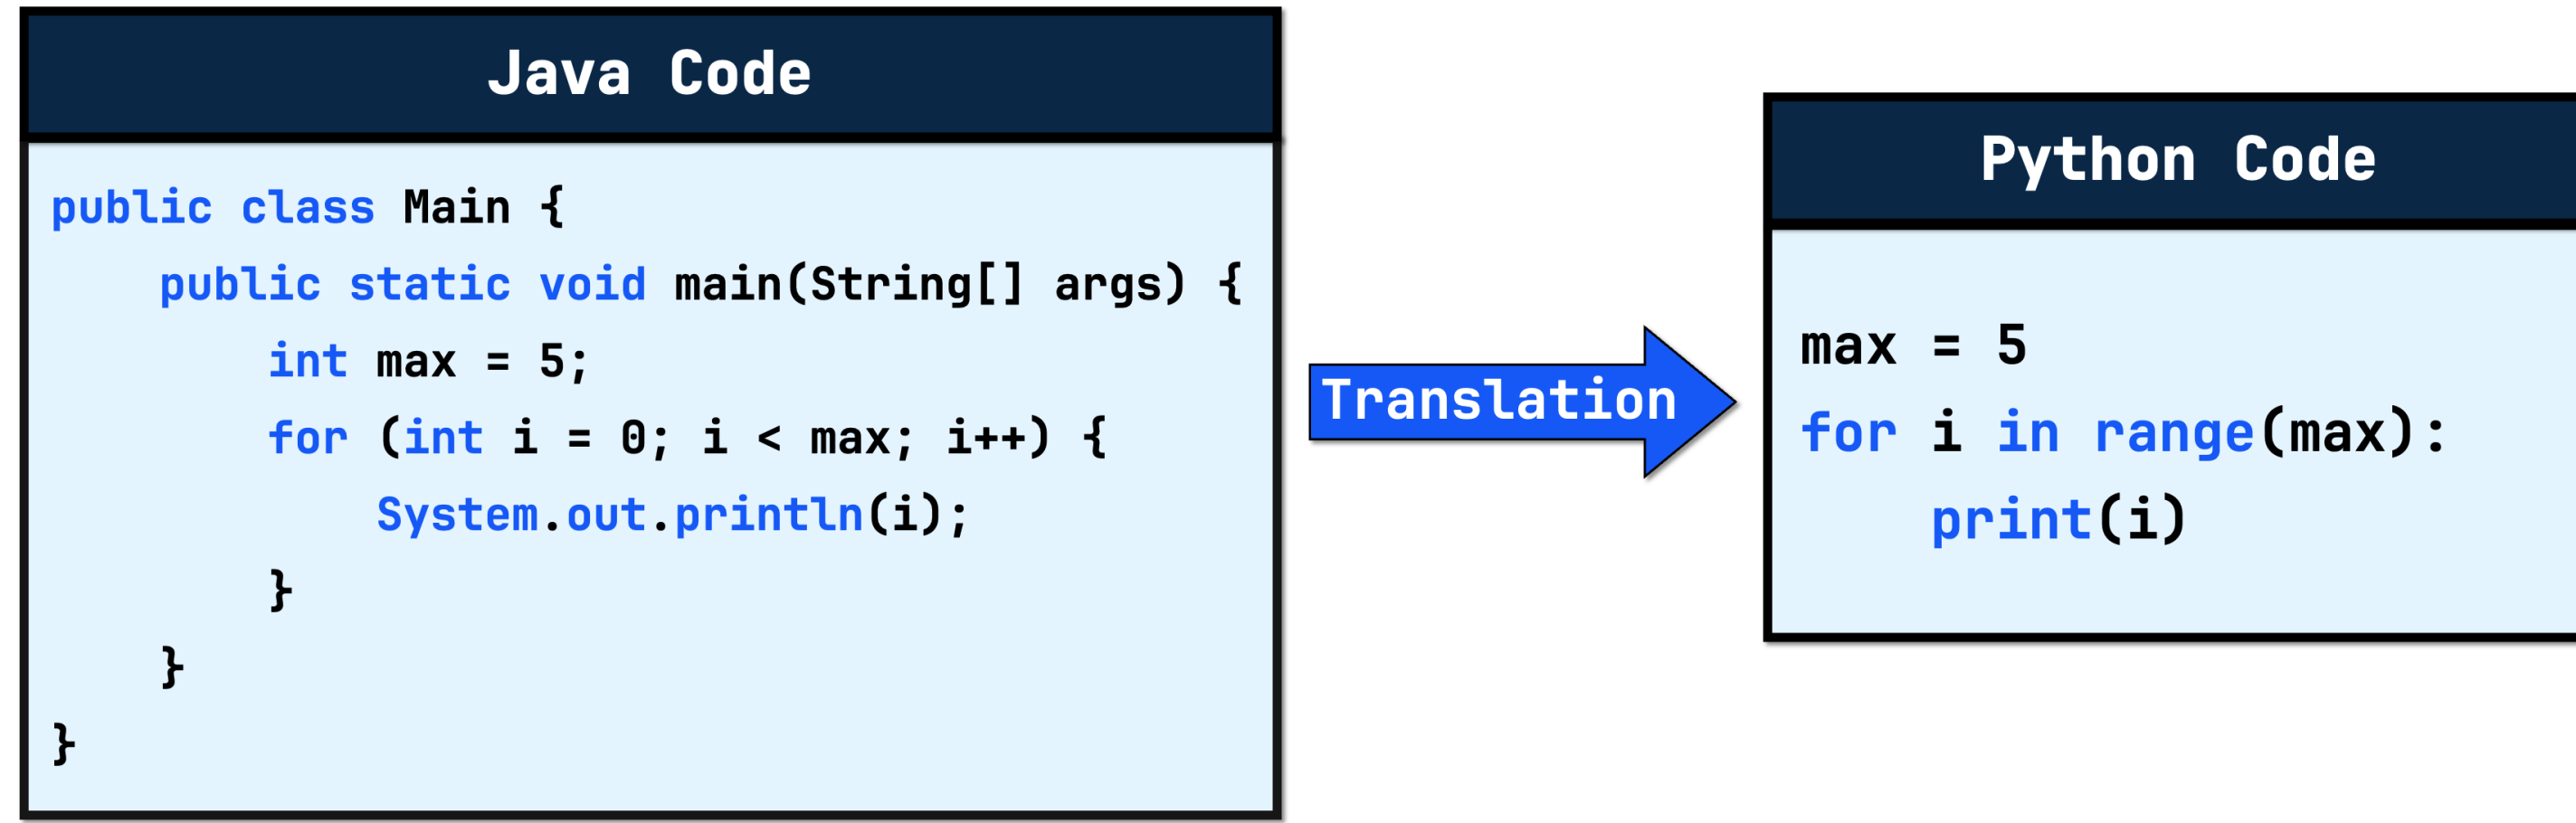 Java Code
public class Main {
    public static void main(String[] args) {
        int max = 5;
        for (int i = 0; i < max; i++) {
            System.out.println(i);
        }
    }
}
Translation
Python Code
max = 5
for i in range(max):
    print(i)